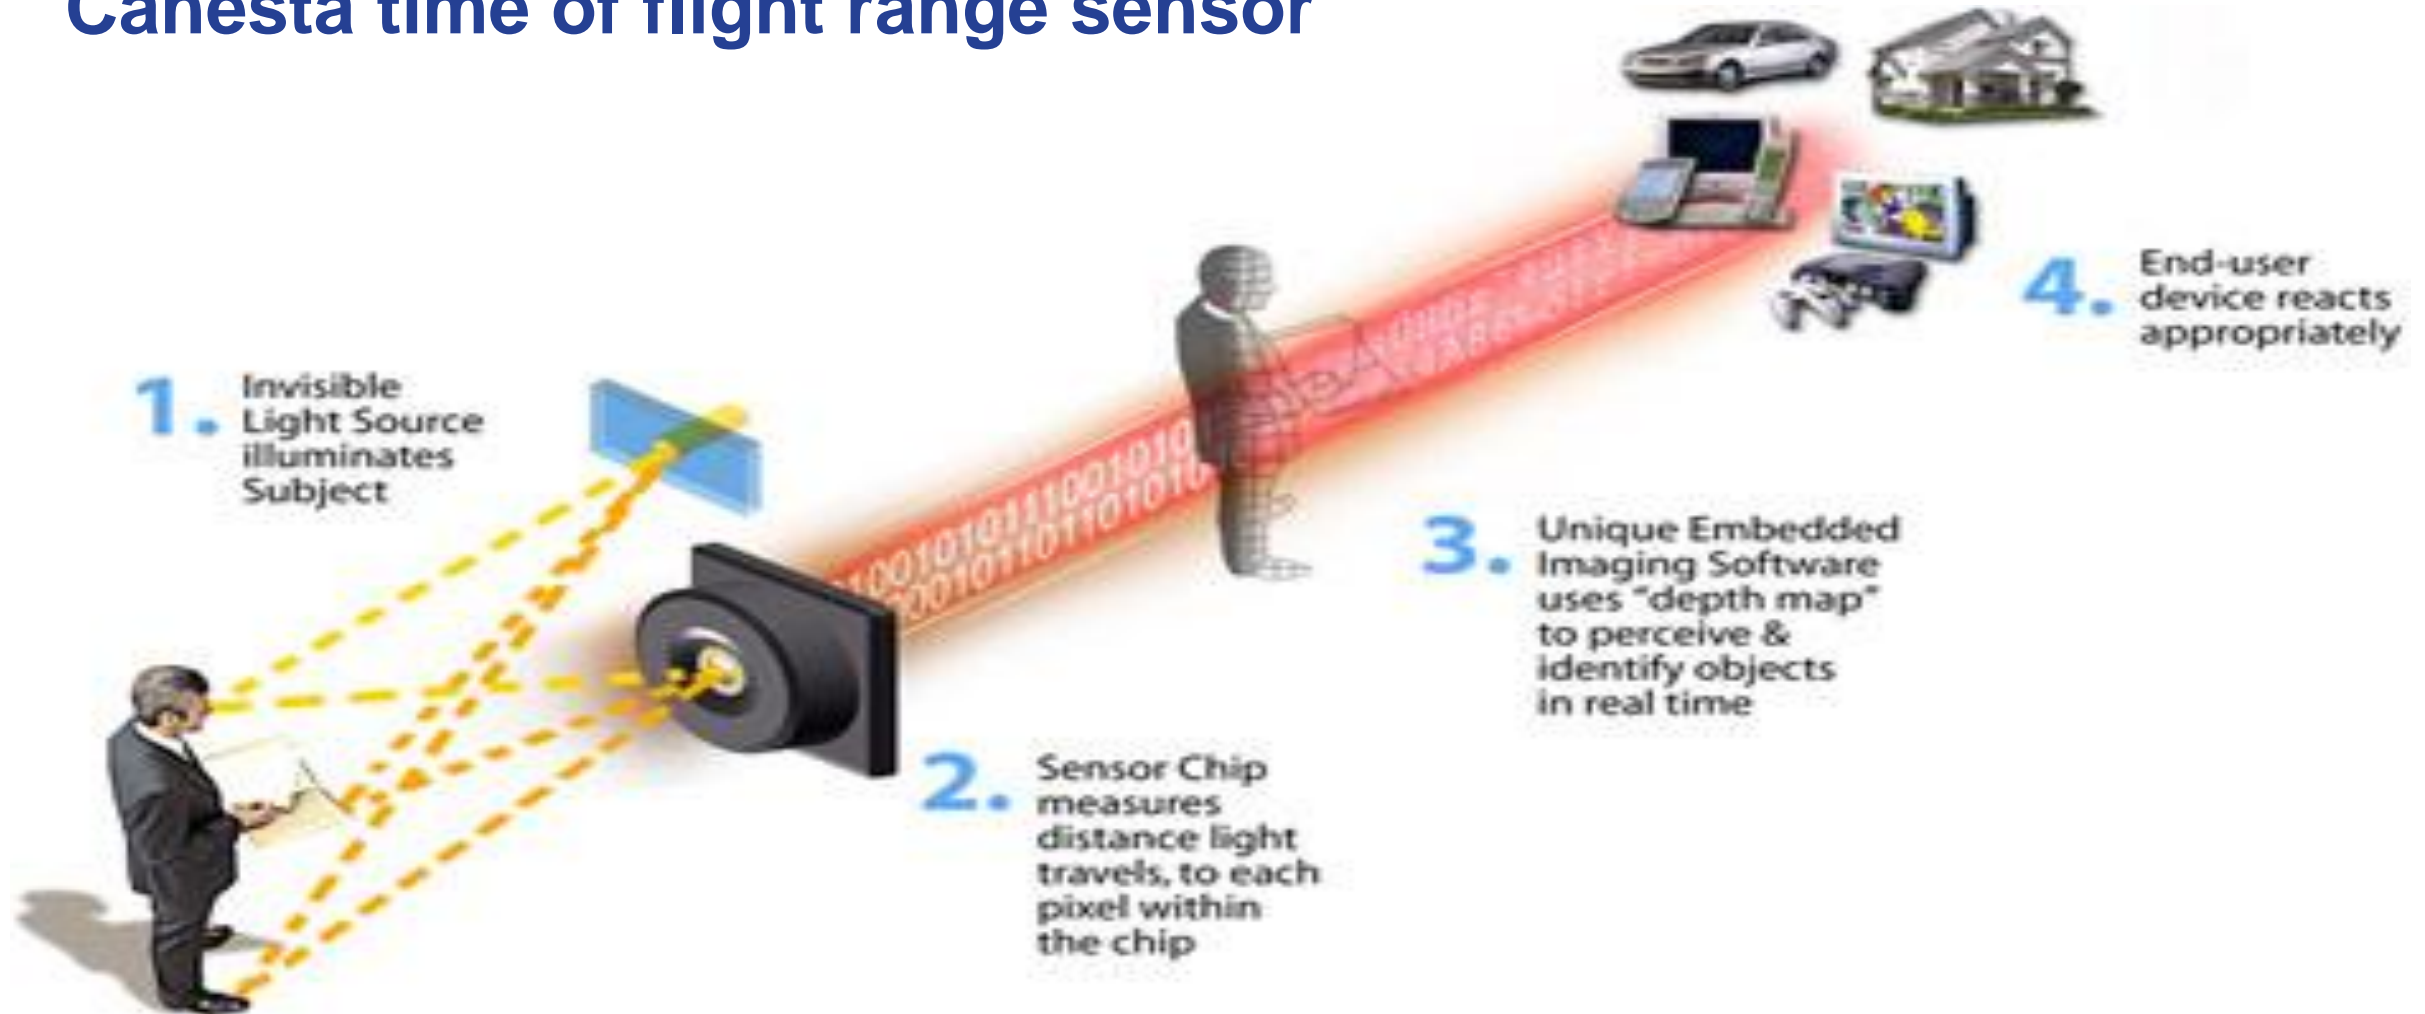 Canesta time of flight range sensor
1. Invisible
Light Source
illuminates
Subject
2. Sensor Chip
measures
distance light
travels, to each
pixel within
the chip
3. Unique Embedded
Imaging Software
uses "depth map"
to perceive &
identify objects
in real time
4. End-user
device reacts
appropriately
10010101011100101010